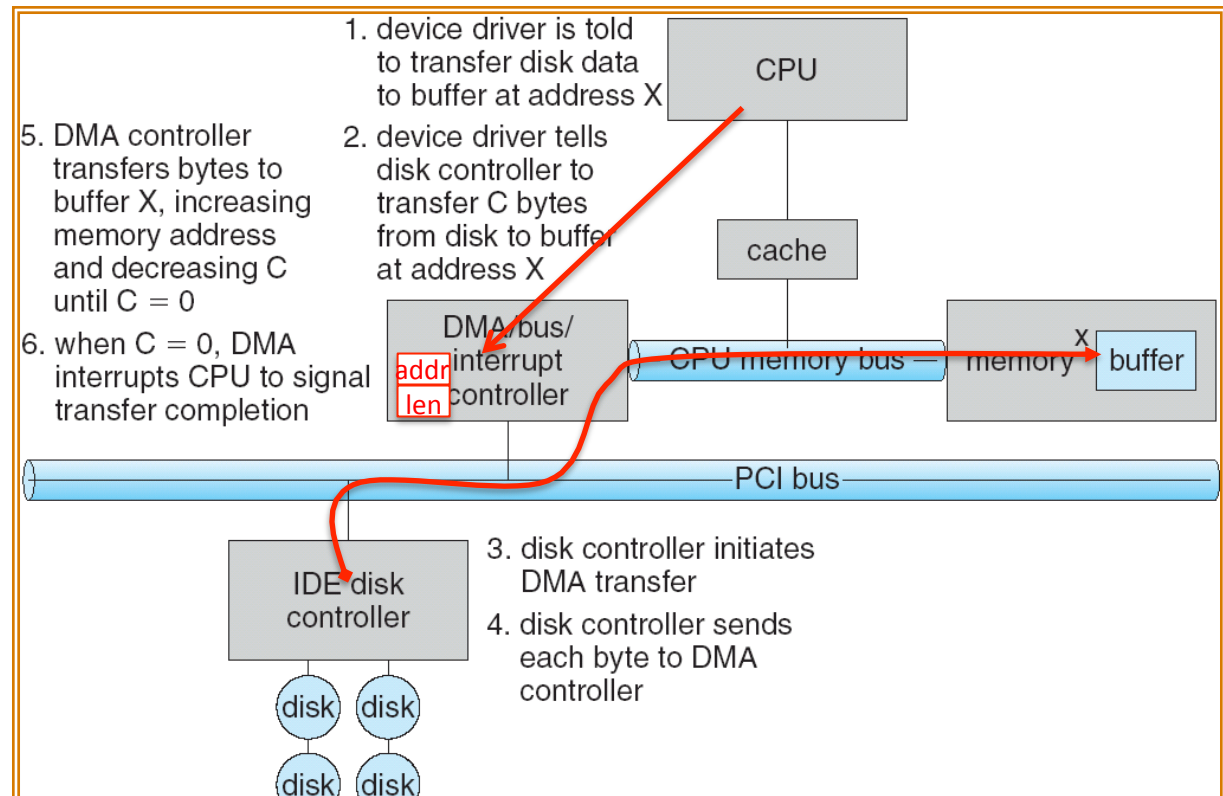 1. device driver is told
to transfer disk data
to buffer at address X
CPU
5. DMA controller
transfers bytes to
buffer X, increasing
memory address
and decreasing C
until C = 0
2. device driver tells
disk controller to
transfer C bytes
from disk to buffer
at address X
cache
6. when C = 0, DMA
interrupts CPU to signal
transfer completion
DMA/bus/
interrupt
controller
addr
len
CPU memory bus
memory
x
buffer
PCI bus
IDE disk
controller
3. disk controller initiates
DMA transfer
4. disk controller sends
each byte to DMA
controller
disk
disk
disk
disk